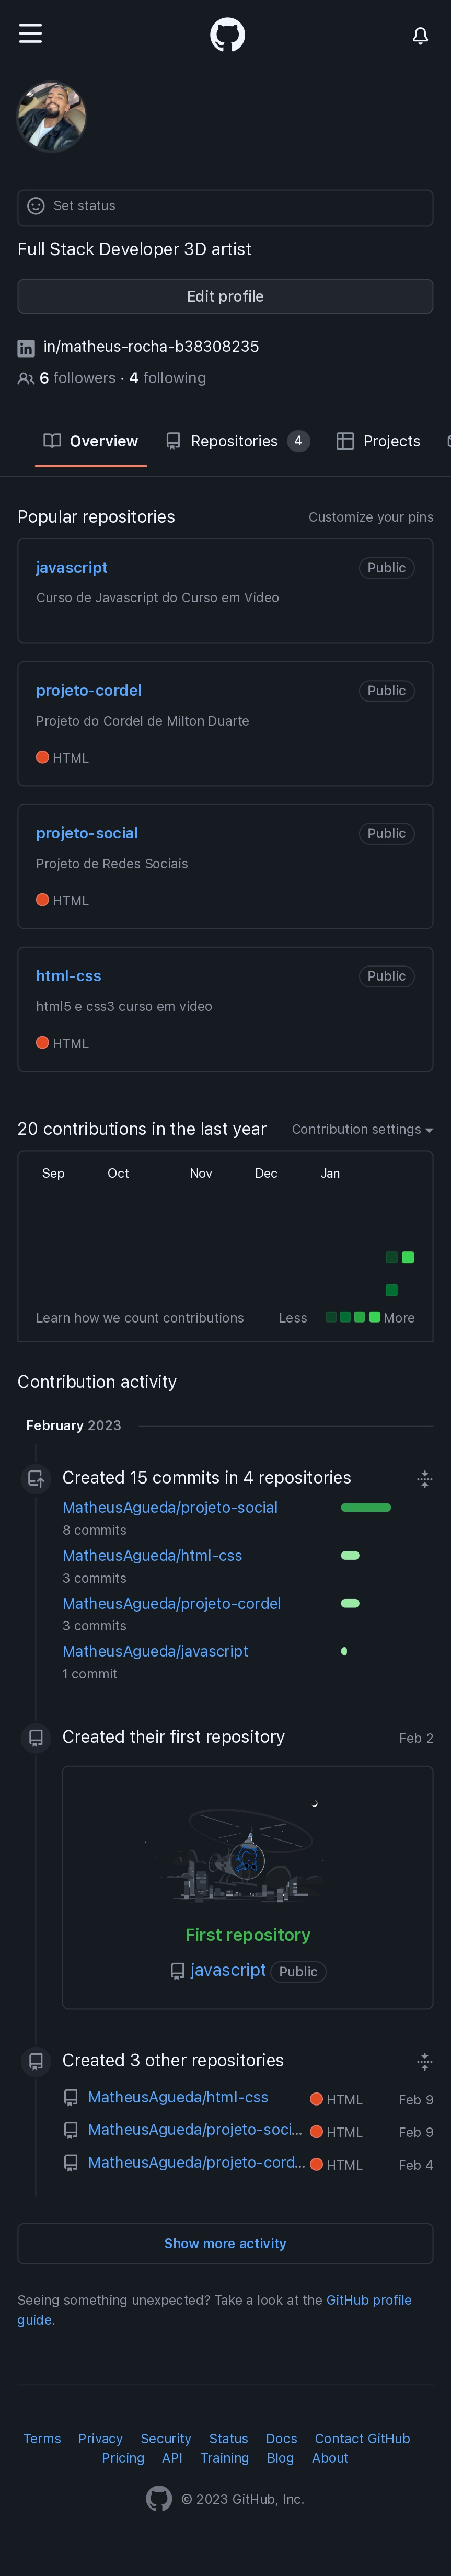 Set status
Full Stack Developer 3D artist
Edit profile
in/matheus-rocha-b38308235
6 followers · 4 following
Overview Repositories 4 Projects
Popular repositories Customize your pins
javascript Public
Curso de Javascript do Curso em Video
projeto-cordel Public
Projeto do Cordel de Milton Duarte
HTML
projeto-social Public
Projeto de Redes Sociais
HTML
html-css Public
html5 e css3 curso em video
HTML
20 contributions in the last year Contribution settings
Sep Oct Nov Dec Jan
Learn how we count contributions Less More
Contribution activity
February 2023
Created 15 commits in 4 repositories
MatheusAgueda/projeto-social
8 commits
MatheusAgueda/html-css
3 commits
MatheusAgueda/projeto-cordel
3 commits
MatheusAgueda/javascript
1 commit
Created their first repository Feb 2
First repository
javascript Public
Created 3 other repositories
MatheusAgueda/html-css HTML Feb 9
MatheusAgueda/projeto-soci... HTML Feb 9
MatheusAgueda/projeto-cord... HTML Feb 4
Show more activity
Seeing something unexpected? Take a look at the GitHub profile
guide.
Terms Privacy Security Status Docs Contact GitHub
Pricing API Training Blog About
© 2023 GitHub, Inc.